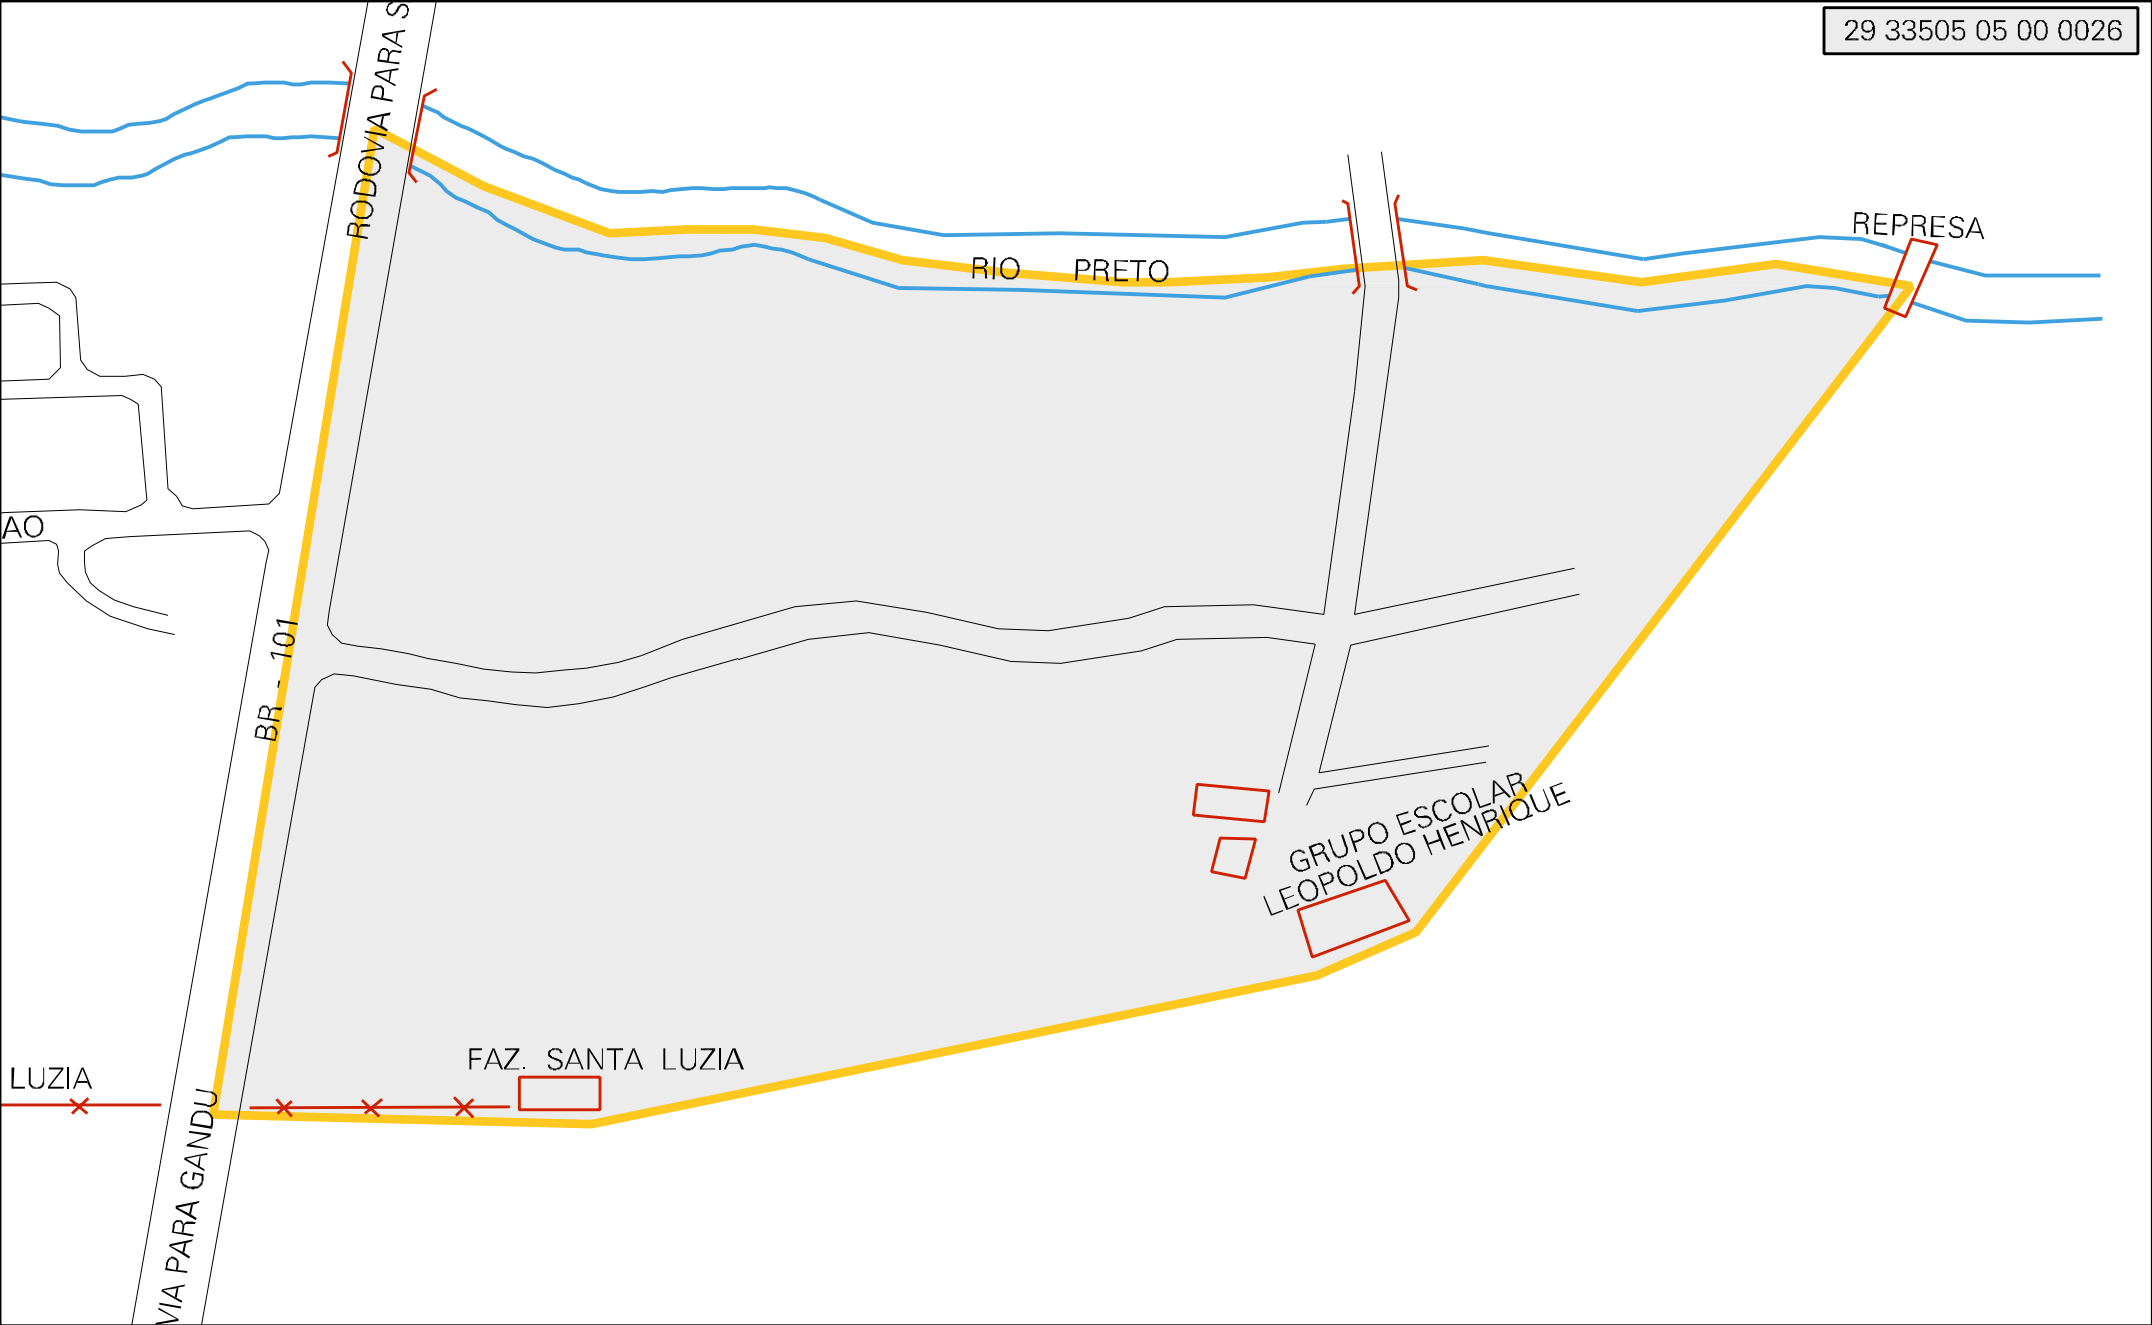 29 33505 05 00 0026
RODOVIA PARA S
REPRESA
RIO PRETO
AO
BR - 101
GRUPO ESCOLAR
LEOPOLDO HENRIQUE
FAZ. SANTA LUZIA
LUZIA
VIA PARA GANDU